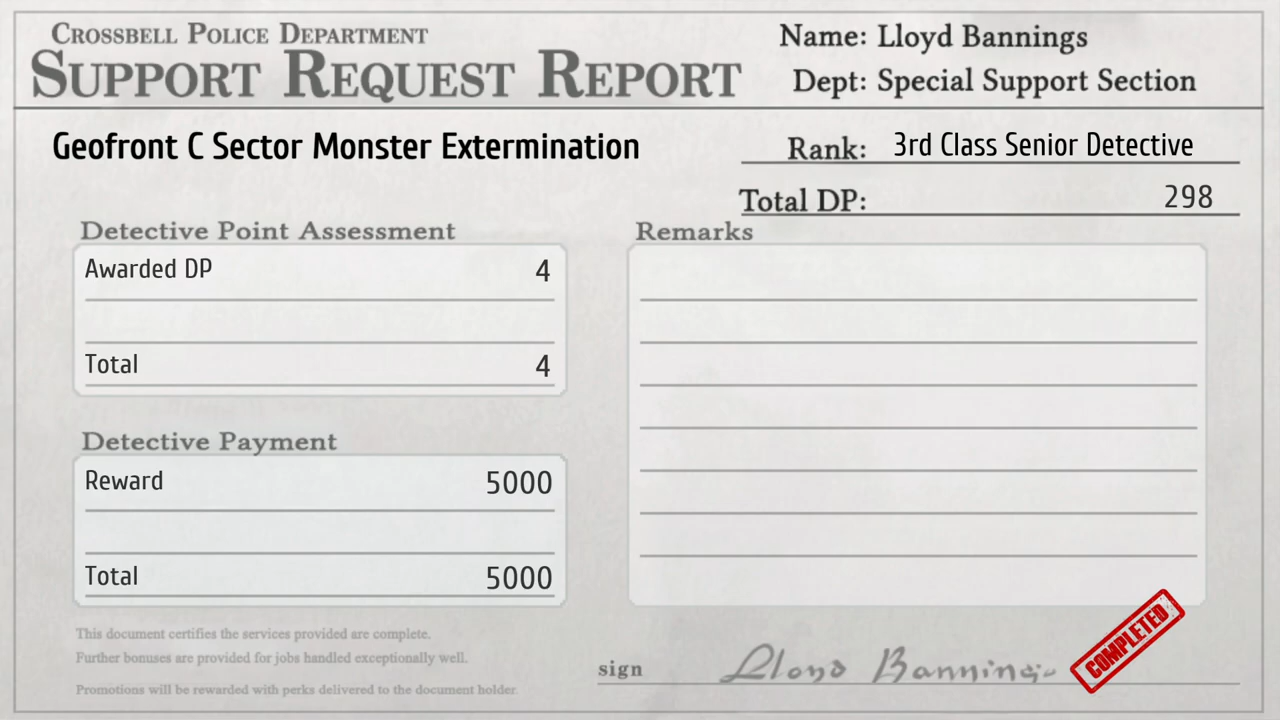 Crossbell Police Department
Support Request Report
Name: Lloyd Bannings
Dept: Special Support Section
Geofront C Sector Monster Extermination
Rank: 3rd Class Senior Detective
Total DP: 298
Detective Point Assessment
Awarded DP 4
Total 4
Detective Payment
Reward 5000
Total 5000
Remarks
This document certifies the services provided are complete.
Further bonuses are provided for jobs handled exceptionally well.
Promotions will be rewarded with perks delivered to the document holder.
sign Lloyd Bannings
COMPLETED